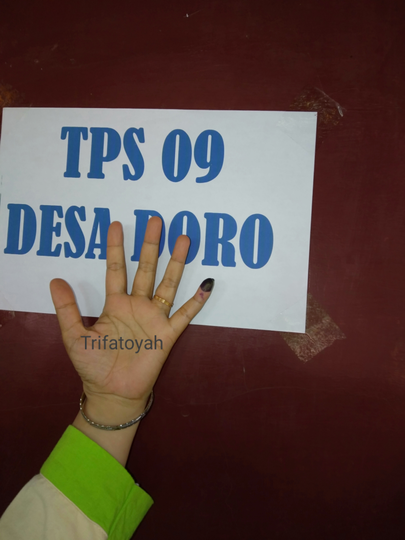 TPS 09
DESA DORO
Trifatoyah